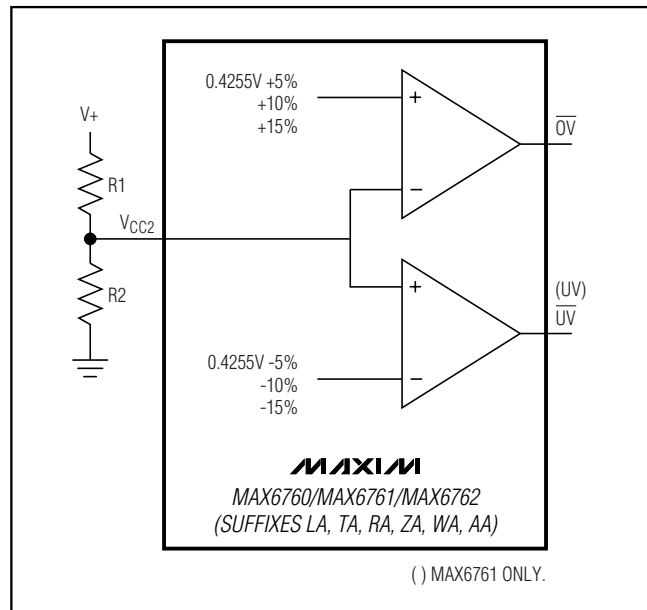 0.4255V +5%
+10%
+15%
V+
+
OV
R1
–
VCC2
+
(UV)
UV
R2
0.4255V -5%
-10%
-15%
–
MAXIM
MAX6760/MAX6761/MAX6762
(SUFFIXES LA, TA, RA, ZA, WA, AA)
( ) MAX6761 ONLY.